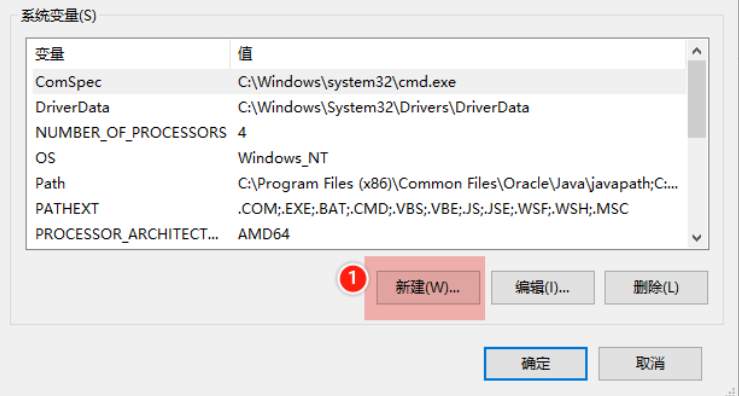 系统变量(S)
变量 值
ComSpec C:\Windows\system32\cmd.exe
DriverData C:\Windows\System32\Drivers\DriverData
NUMBER_OF_PROCESSORS 4
OS Windows_NT
Path C:\Program Files (x86)\Common Files\Oracle\Java\javapath;C:...
PATHEXT .COM;.EXE;.BAT;.CMD;.VBS;.VBE;.JS;.JSE;.WSF;.WSH;.MSC
PROCESSOR_ARCHITECT... AMD64
1 新建(W)... 编辑(I)... 删除(L)
确定 取消